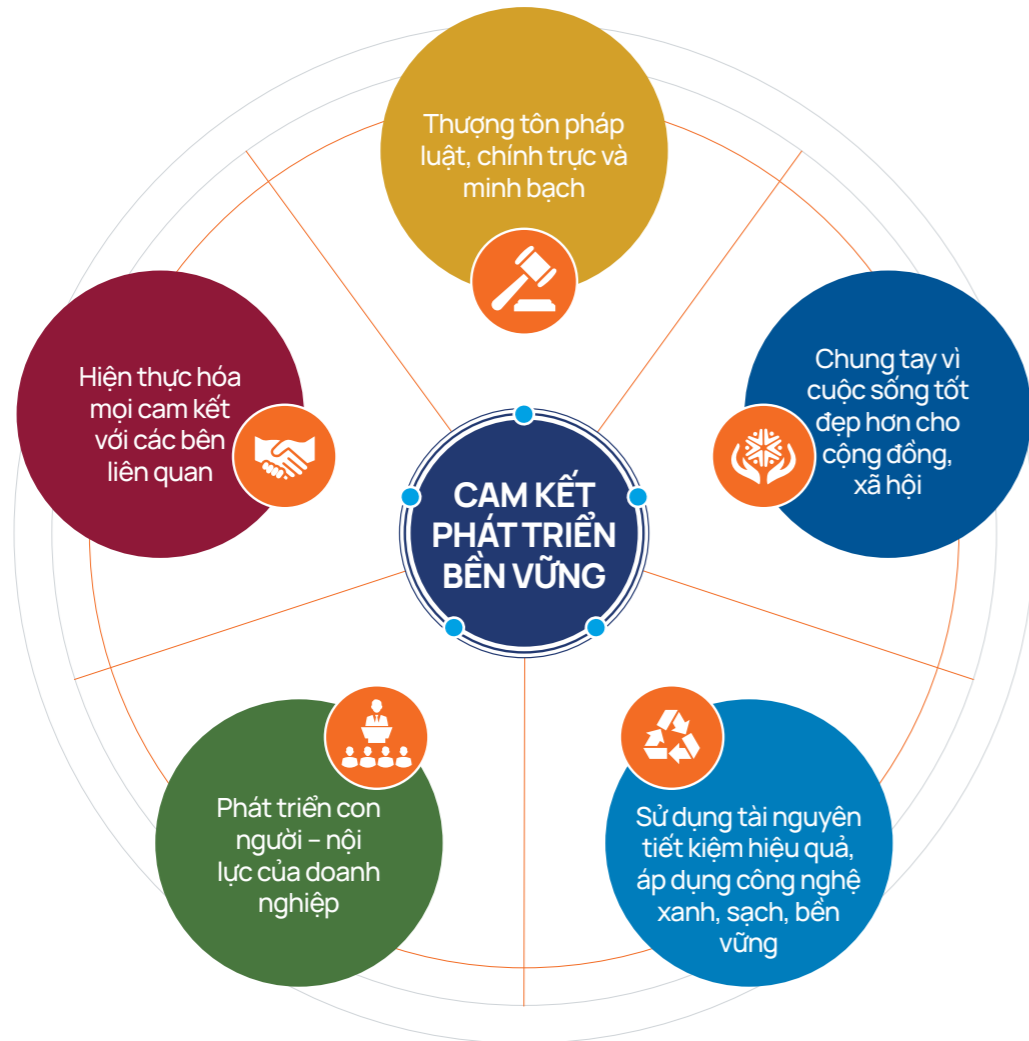 Thượng tôn pháp
luật, chính trực và
minh bạch
Chung tay vì
cuộc sống tốt
đẹp hơn cho
cộng đồng,
xã hội
Sử dụng tài nguyên
tiết kiệm hiệu quả,
áp dụng công nghệ
xanh, sạch, bền
vững
Phát triển con
người – nội
lực của doanh
nghiệp
Hiện thực hóa
mọi cam kết
với các bên
liên quan
CAM KẾT
PHÁT TRIỂN
BỀN VỮNG